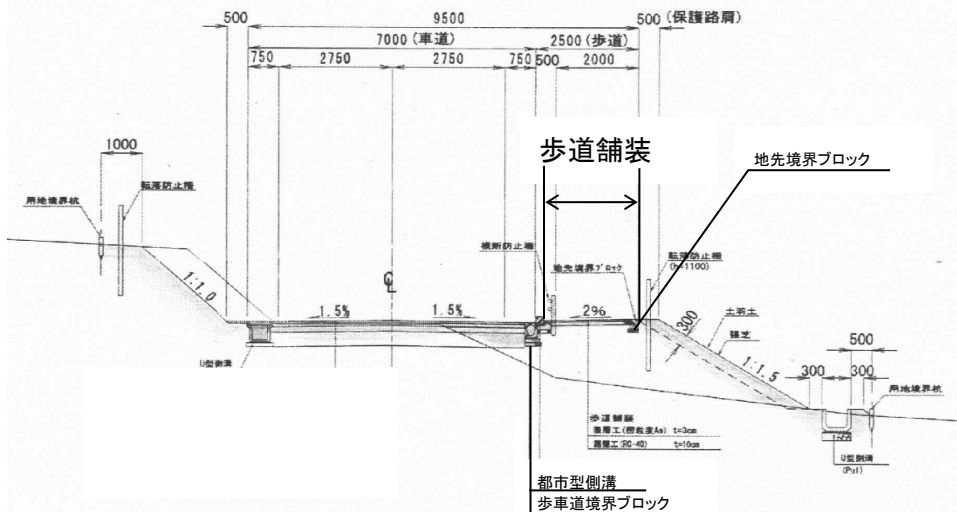 500
9500
500 (保護路肩)
7000 (車道)
2500 (歩道)
750
2750
2750
750
500
2000
1000
歩道舗装
地先境界ブロック
転落防止柵
用地境界杭
横断防止柵
地先境界ブロック
転落防止柵
(h=1100)
1:1.0
CL
1.5%
1.5%
2%
300
土羽土
張芝
1:1.5
500
300
300
用地境界杭
U型側溝
歩道舗装
表層工(密粒度As) t=3cm
路盤工(RC-40) t=10cm
U型側溝
(Pu1)
都市型側溝
歩車道境界ブロック